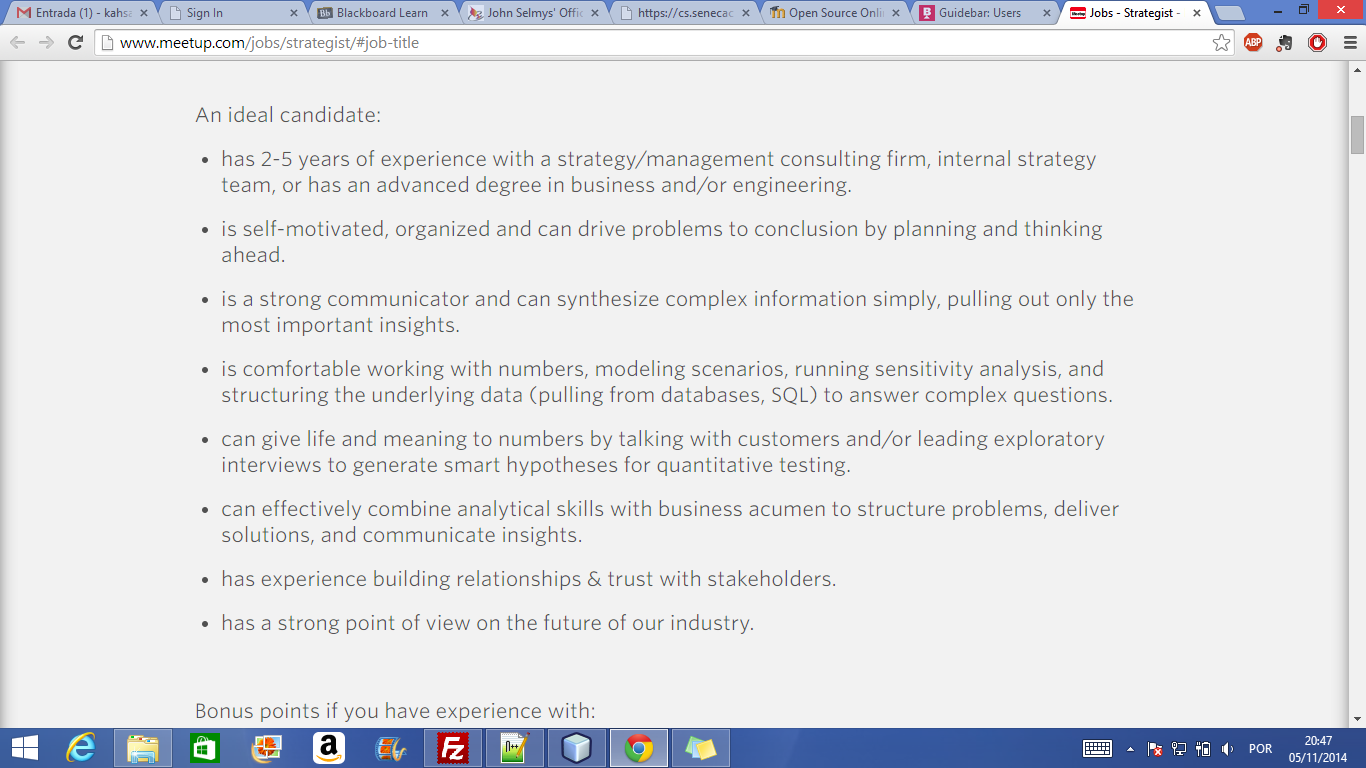 Entrada (1) - kahsa
Sign In
Blackboard Learn
John Selmys' Offic
https://cs.senecac
Open Source Onlin
Guidebar: Users
Jobs - Strategist -
www.meetup.com/jobs/strategist/#job-title
ABP
An ideal candidate:
• has 2-5 years of experience with a strategy/management consulting firm, internal strategy
team, or has an advanced degree in business and/or engineering.
• is self-motivated, organized and can drive problems to conclusion by planning and thinking
ahead.
• is a strong communicator and can synthesize complex information simply, pulling out only the
most important insights.
• is comfortable working with numbers, modeling scenarios, running sensitivity analysis, and
structuring the underlying data (pulling from databases, SQL) to answer complex questions.
• can give life and meaning to numbers by talking with customers and/or leading exploratory
interviews to generate smart hypotheses for quantitative testing.
• can effectively combine analytical skills with business acumen to structure problems, deliver
solutions, and communicate insights.
• has experience building relationships & trust with stakeholders.
• has a strong point of view on the future of our industry.
Bonus points if you have experience with:
POR
20:47
05/11/2014